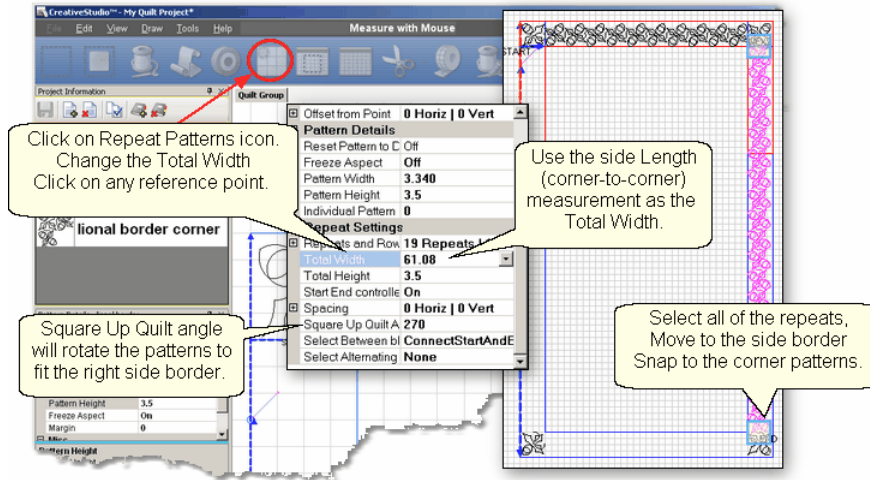 CreativeStudio™ - My Quilt Project*
File Edit View Draw Tools Help
Measure with Mouse
Project Information
Quilt Group
START
Click on Repeat Patterns icon.
Change the Total Width
Click on any reference point.
lional border corner
Offset from Point 0 Horiz | 0 Vert
Pattern Details
Reset Pattern to D Off
Freeze Aspect Off
Pattern Width 3.340
Pattern Height 3.5
Individual Pattern 0
Repeat Settings
Repeats and Row 19 Repeats
Total Width 61.08
Total Height 3.5
Start End controlle On
Spacing 0 Horiz | 0 Vert
Square Up Quilt A 270
Select Between bl ConnectStartAndE
Select Alternating None
Use the side Length
(corner-to-corner)
measurement as the
Total Width.
Square Up Quilt angle
will rotate the patterns to
fit the right side border.
Pattern Height 3.5
Freeze Aspect On
Margin 0
Misc
Pattern Height
Select all of the repeats,
Move to the side border
Snap to the corner patterns.